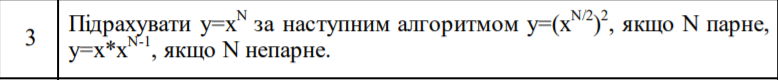 3
Підрахувати y=x^N за наступним алгоритмом y=(x^N/2)^2, якщо N парне,
y=x*x^N-1, якщо N непарне.